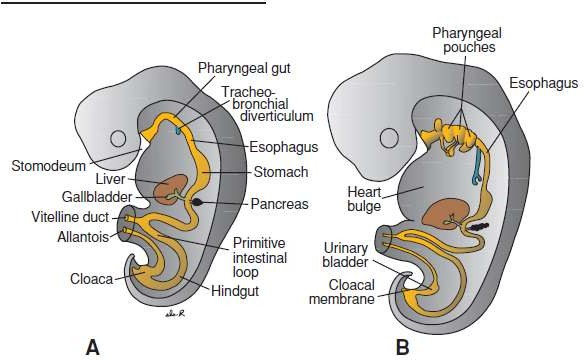 Pharyngeal gut
Tracheo-
bronchial
diverticulum
Esophagus
Stomodeum
Stomach
Liver
Gallbladder
Pancreas
Vitelline duct
Allantois
Primitive
intestinal
loop
Cloaca
Hindgut
A
Pharyngeal
pouches
Esophagus
Heart
bulge
Urinary
bladder
Cloacal
membrane
B